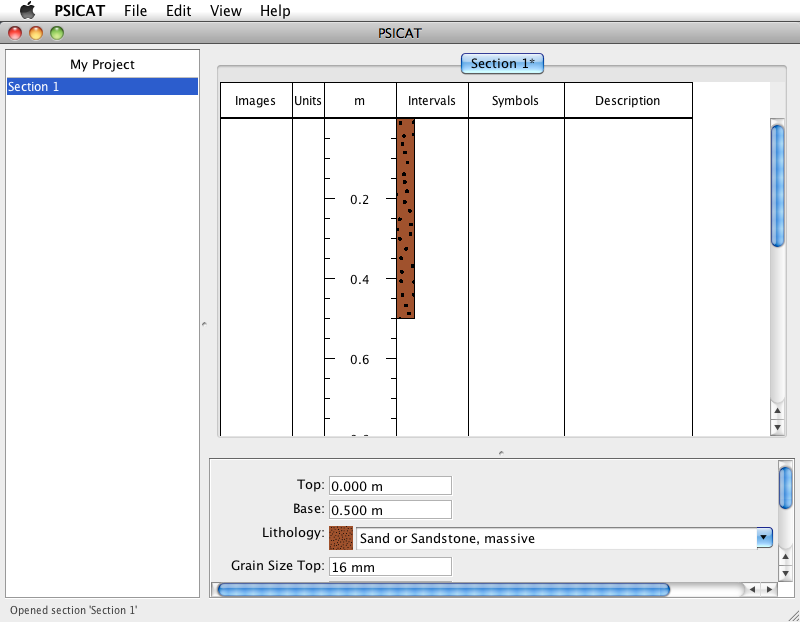 PSICAT File Edit View Help
PSICAT
My Project
Section 1
Section 1*
Images Units m Intervals Symbols Description
0.2
0.4
0.6
Top: 0.000 m
Base: 0.500 m
Lithology: Sand or Sandstone, massive
Grain Size Top: 16 mm
Opened section 'Section 1'